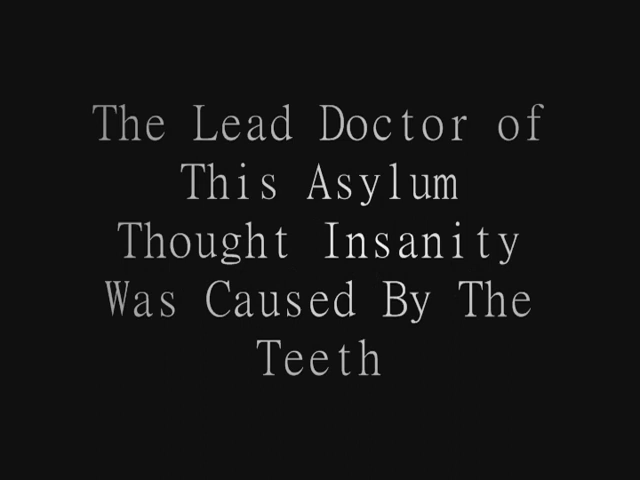 The Lead Doctor of
This Asylum
Thought Insanity
Was Caused By The
Teeth